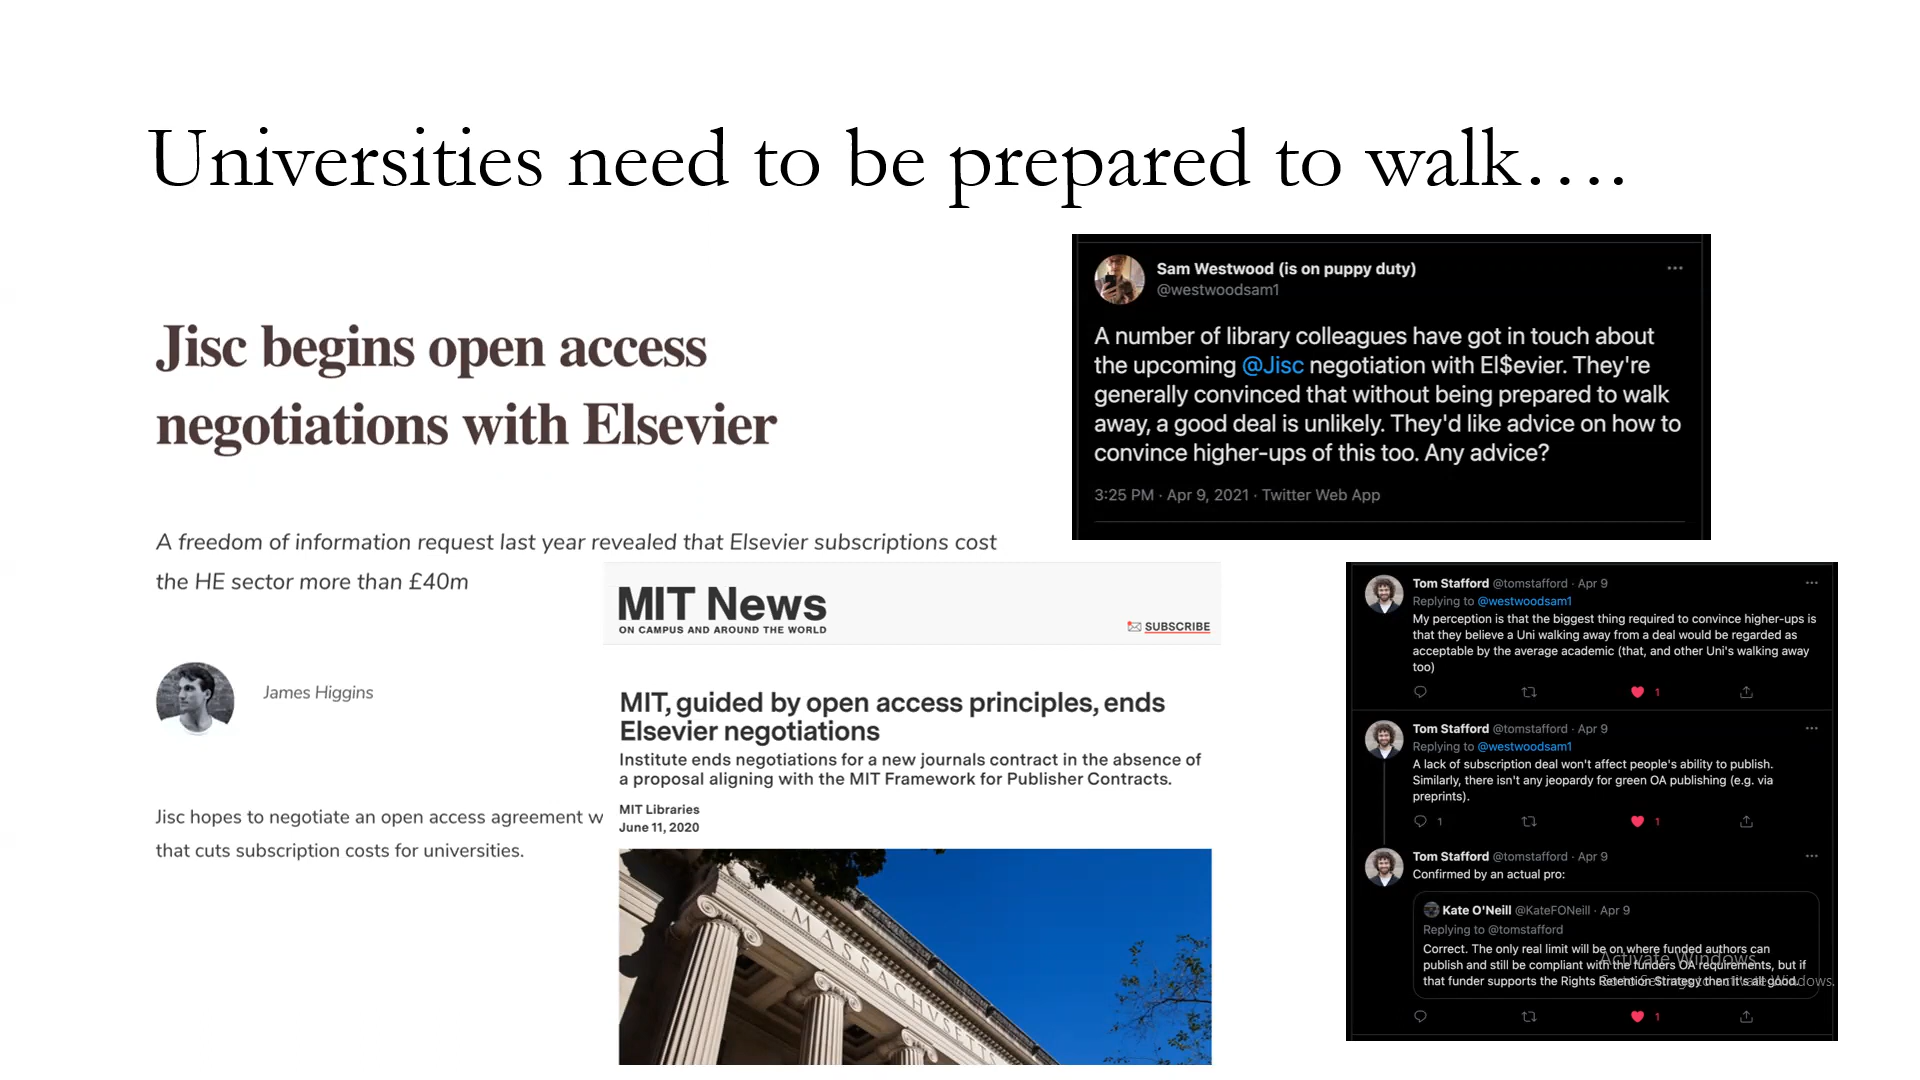 Universities need to be prepared to walk….
Jisc begins open access
negotiations with Elsevier
A freedom of information request last year revealed that Elsevier subscriptions cost
the HE sector more than £40m
James Higgins
Jisc hopes to negotiate an open access agreement w
that cuts subscription costs for universities.
MIT News
ON CAMPUS AND AROUND THE WORLD
SUBSCRIBE
MIT, guided by open access principles, ends
Elsevier negotiations
Institute ends negotiations for a new journals contract in the absence of
a proposal aligning with the MIT Framework for Publisher Contracts.
MIT Libraries
June 11, 2020
MASSACHVSETTS
Sam Westwood (is on puppy duty)
@westwoodsam1
A number of library colleagues have got in touch about
the upcoming @Jisc negotiation with El$evier. They're
generally convinced that without being prepared to walk
away, a good deal is unlikely. They'd like advice on how to
convince higher-ups of this too. Any advice?
3:25 PM · Apr 9, 2021 · Twitter Web App
Tom Stafford @tomstafford · Apr 9
Replying to @westwoodsam1
My perception is that the biggest thing required to convince higher-ups is
that they believe a Uni walking away from a deal would be regarded as
acceptable by the average academic (that, and other Uni's walking away
too)
1
Tom Stafford @tomstafford · Apr 9
Replying to @westwoodsam1
A lack of subscription deal won't affect people's ability to publish.
Similarly, there isn't any jeopardy for green OA publishing (e.g. via
preprints).
1 1
Tom Stafford @tomstafford · Apr 9
Confirmed by an actual pro:
Kate O'Neill @KateFONeill · Apr 9
Replying to @tomstafford
Correct. The only real limit will be on where funded authors can
publish and still be compliant with the funders OA requirements, but if
that funder supports the Rights Retention Strategy then it's all good.
1
Activate Windows
Go to Settings to activate Windows.